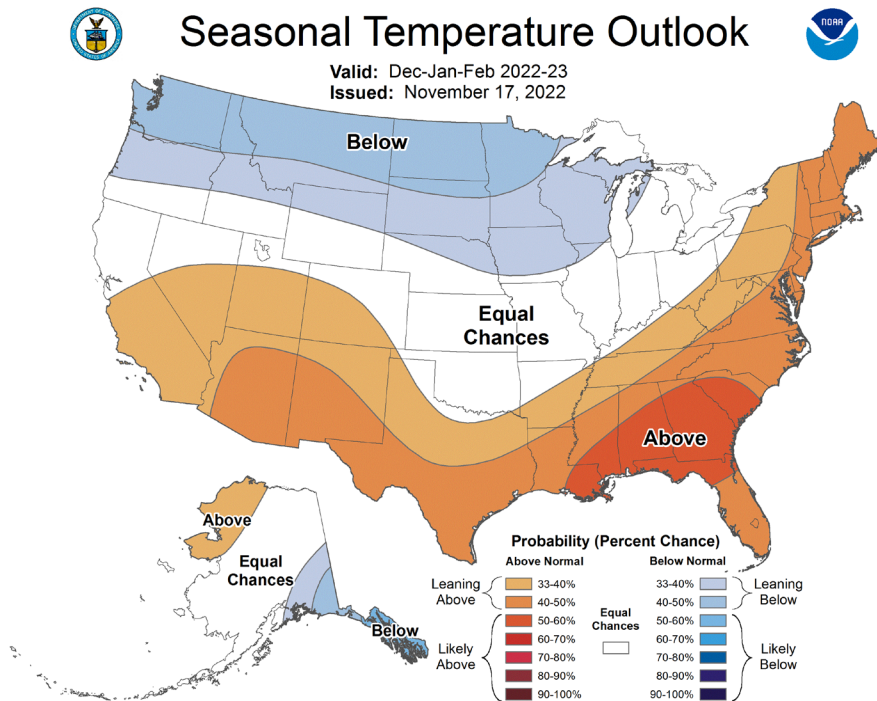 Seasonal Temperature Outlook
Valid: Dec-Jan-Feb 2022-23
Issued: November 17, 2022
NOAA
Below
Equal
Chances
Above
Above
Equal
Chances
Below
Probability (Percent Chance)
Above Normal
Below Normal
Leaning
Above
33-40%
40-50%
Likely
Above
50-60%
60-70%
70-80%
80-90%
90-100%
Equal
Chances
33-40%
40-50%
Leaning
Below
50-60%
60-70%
70-80%
80-90%
90-100%
Likely
Below